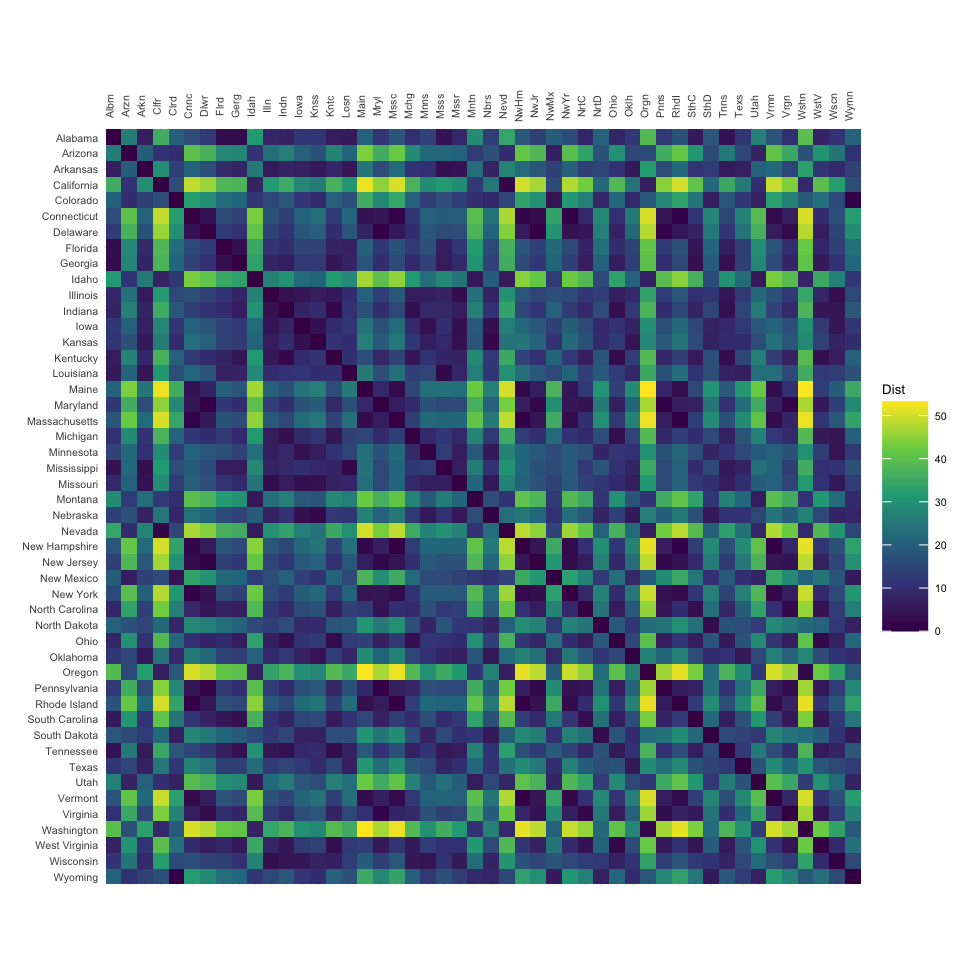 Albm Arzn Arkn Clfr Clrd Cnnc Dlwr Flrd Gerg Idah Illn Indn Iowa Knss Kntc Losn Main Mryl Mssc Mchg Mnns Msss Mssr Mntn Nbrs Nevd NwHm NwJr NwMx NwYr NrtC NrtD Ohio Oklh Orgn Pnns RhdI SthC SthD Tnns Texs Utah Vrmn Vrgn Wshn WstV Wscn Wymn
Alabama
Arizona
Arkansas
California
Colorado
Connecticut
Delaware
Florida
Georgia
Idaho
Illinois
Indiana
Iowa
Kansas
Kentucky
Louisiana
Maine
Maryland
Massachusetts
Michigan
Minnesota
Mississippi
Missouri
Montana
Nebraska
Nevada
New Hampshire
New Jersey
New Mexico
New York
North Carolina
North Dakota
Ohio
Oklahoma
Oregon
Pennsylvania
Rhode Island
South Carolina
South Dakota
Tennessee
Texas
Utah
Vermont
Virginia
Washington
West Virginia
Wisconsin
Wyoming
Dist
50
40
30
20
10
0